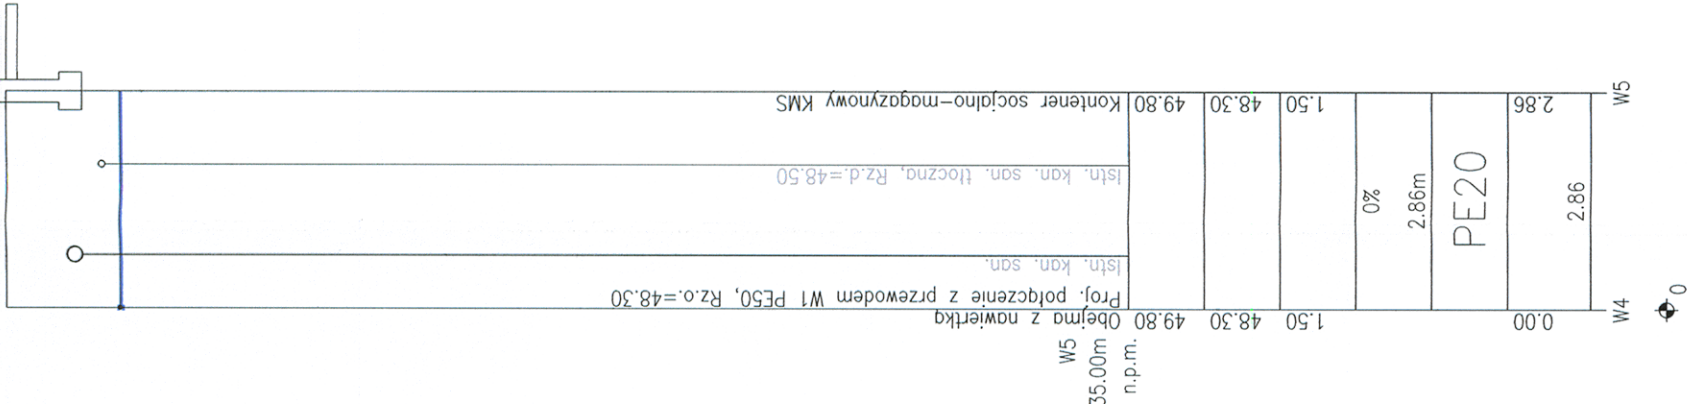 W5
35.00m
n.p.m.
Obejma z nawiertką
Proj. połączenie z przewodem W1 PE50, Rz.o.=48.30
Istn. kan. san.
Istn. kan. san. tłoczna, Rz.d.=48.50
Kontener socjalno-magazynowy KMS
49.80
49.80
48.30
48.30
1.50
1.50
0%
2.86m
PE20
0.00
2.86
2.86
W4
W5
0